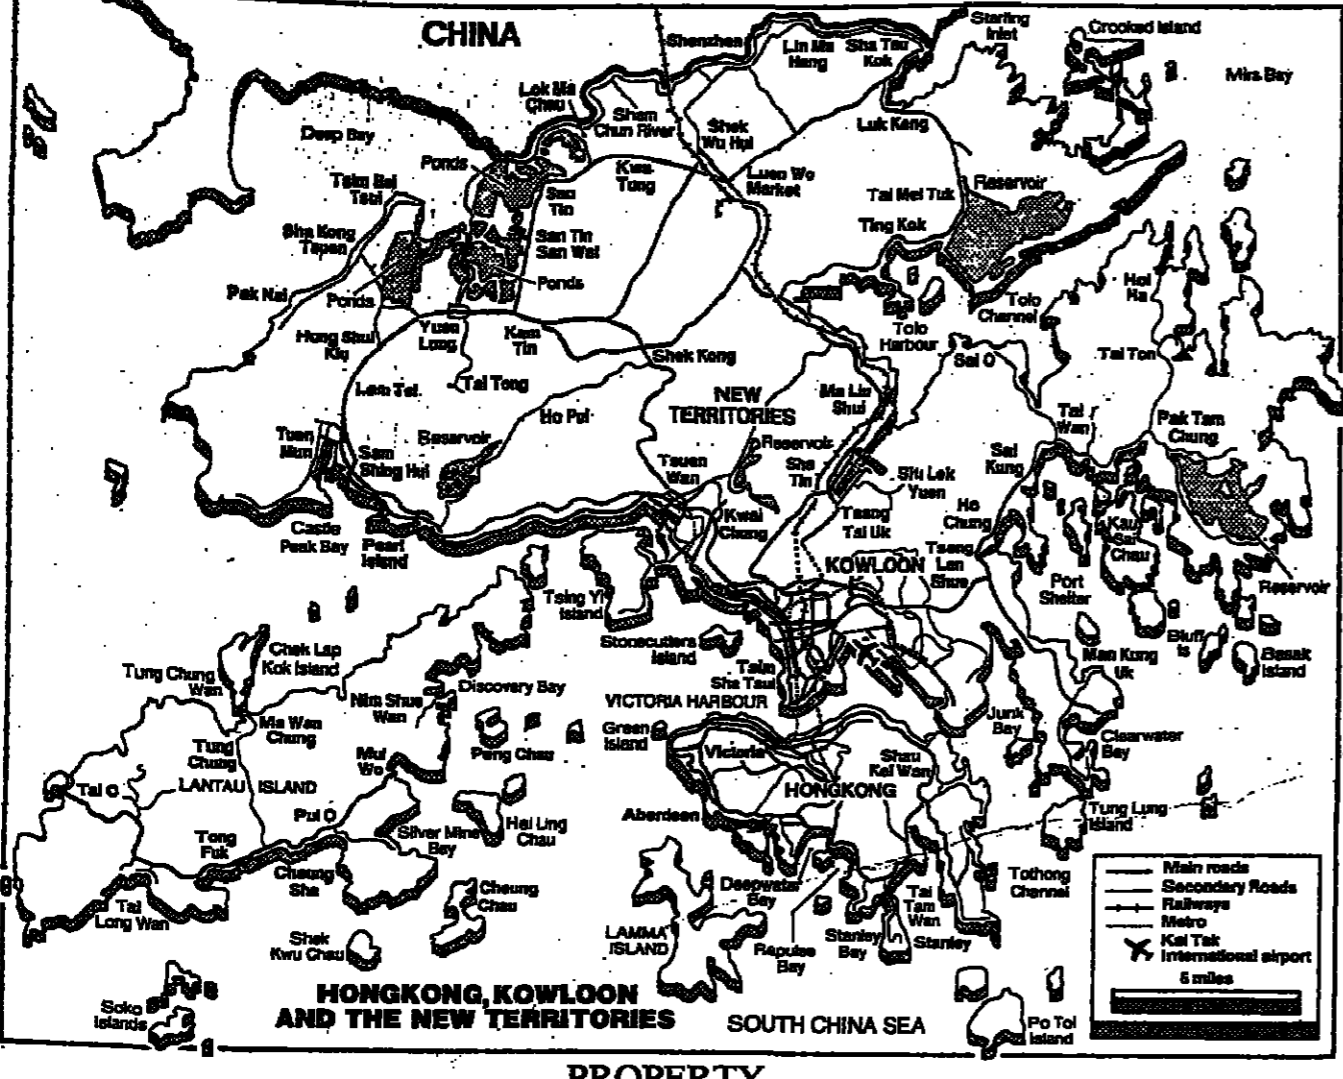 CHINA
Shenzhen
Lin Ma
Hang
Sha Tau
Kok
Starling
Inlet
Crooked Island
Mirs Bay
Lok Ma
Chau
Sham
Chun River
Shek
Wu Hui
Luk Keng
Deep Bay
Ponds
Kwu
Tung
Luen Wo
Market
Tai Mei Tuk
Reservoir
Tsim Bei
Tsui
San
Tin
Ting Kok
Sha Kong
Tsuen
San Tin
San Wai
Pak Nai
Ponds
Ponds
Hoi
Ha
Tolo
Channel
Hung Shui
Kiu
Yuen
Long
Kam
Tin
Tolo
Harbour
Sai O
Tai Tan
Shek Kong
Lam Tei
Tai Tong
Ho Pui
NEW
TERRITORIES
Ma Liu
Shui
Tai
Wan
Pak Tam
Chung
Tuen
Mun
Sam
Shing Hui
Reservoir
Reservoir
Tsuen
Wan
Sha
Tin
Shu Lek
Yuen
Sai
Kung
Castle
Peak Bay
Pearl
Island
Kwai
Chung
Tsang
Tai Uk
Ho
Chung
Kau
Sai
Chau
KOWLOON
Tseng
Lan
Shue
Port
Shelter
Reservoir
Tsing Yi
Island
Stonecutters
Island
Bluff
Is
Basak
Island
Man Kung
Uk
Chek Lap
Kok Island
Tung Chung
Wan
Tsim
Sha Tsui
Discovery Bay
Nim Shue
Wan
VICTORIA HARBOUR
Junk
Bay
Clearwater
Bay
Ma Wan
Chung
Green
Island
Tung
Chung
Mui
Wo
Peng Chau
Victoria
Shau
Kei Wan
Tai O
LANTAU ISLAND
HONGKONG
Pui O
Aberdeen
Tung Lung
Island
Tong
Fuk
Silver Mine
Bay
Hai Ling
Chau
Cheung
Sha
Cheung
Chau
Deepwater
Bay
Tai
Tam
Wan
Tathong
Channel
Tai
Long Wan
Main roads
Secondary Roads
Railways
Metro
Kai Tak
International airport
5 miles
Shek
Kwu Chau
LAMMA
ISLAND
Repulse
Bay
Stanley
Bay
Stanley
Soko
Islands
HONGKONG, KOWLOON
AND THE NEW TERRITORIES
SOUTH CHINA SEA
Po Toi
Island
PROPERTY